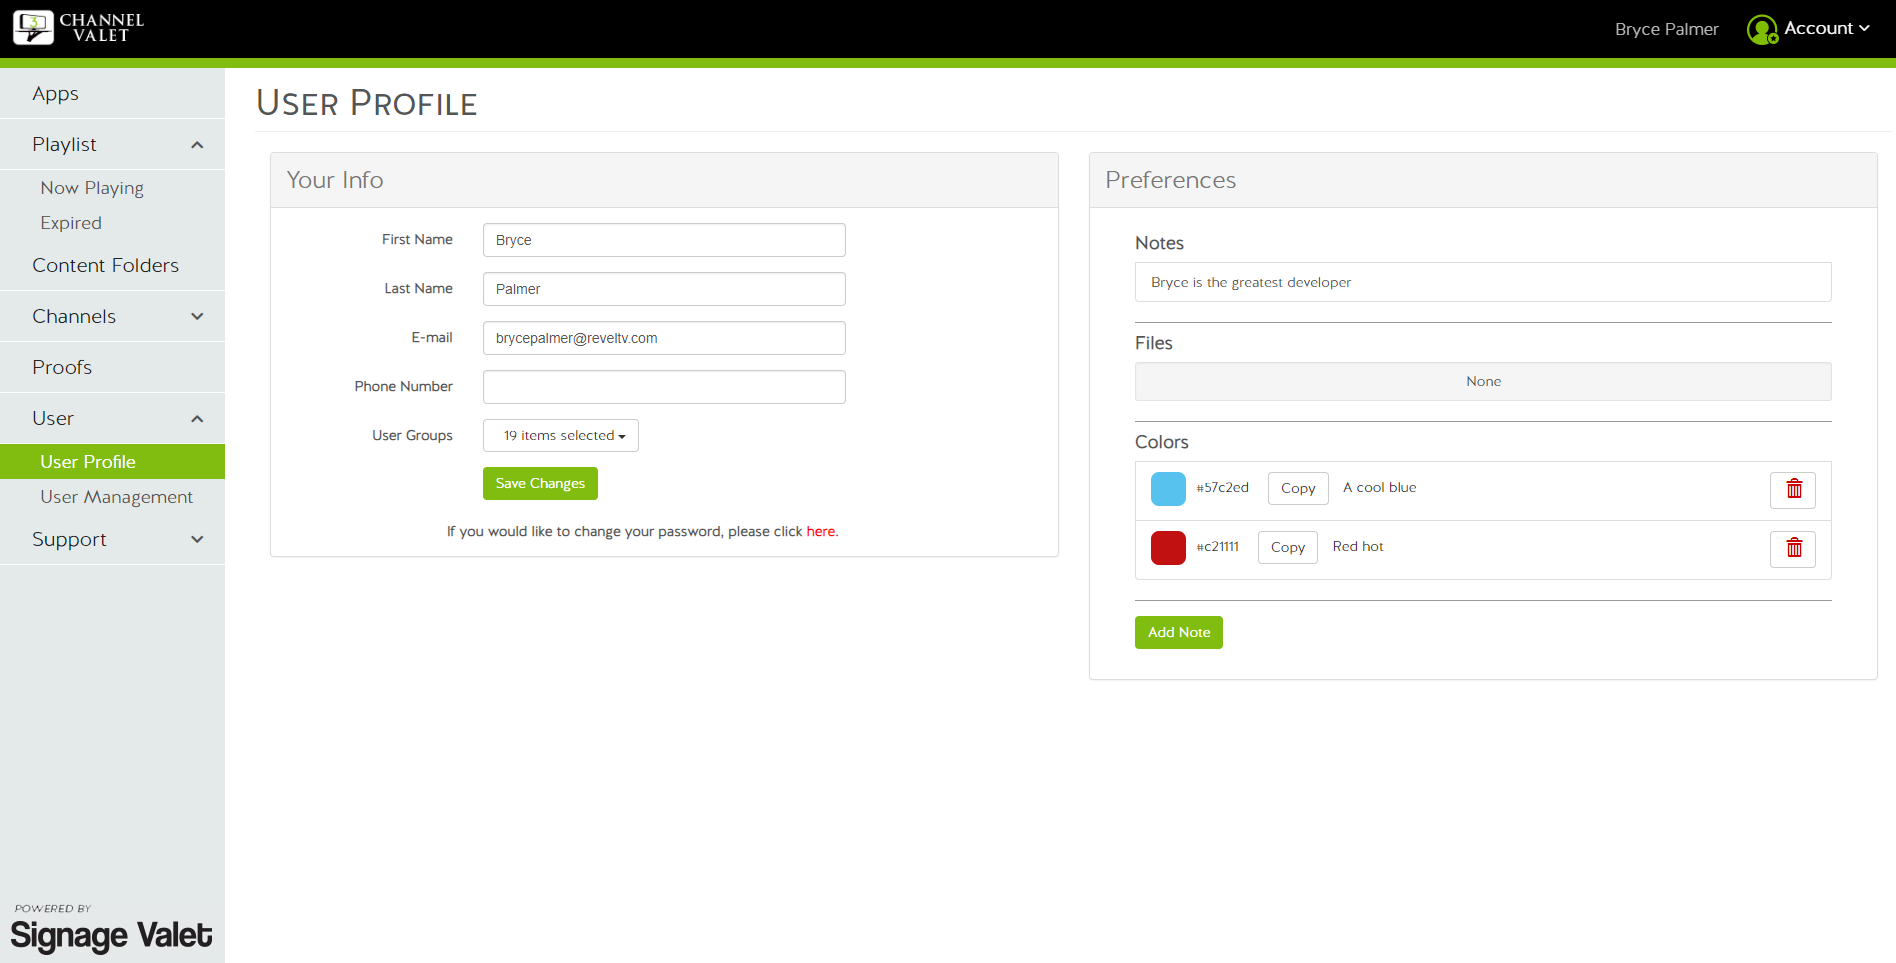 3
CHANNEL
VALET
Bryce Palmer
Account
Apps
Playlist
Now Playing
Expired
Content Folders
Channels
Proofs
User
User Profile
User Management
Support
POWERED BY
Signage Valet
USER PROFILE
Your Info
First Name
Bryce
Last Name
Palmer
E-mail
brycepalmer@reveltv.com
Phone Number
User Groups
19 items selected
Save Changes
If you would like to change your password, please click here.
Preferences
Notes
Bryce is the greatest developer
Files
None
Colors
#57c2ed Copy A cool blue
#c21111 Copy Red hot
Add Note